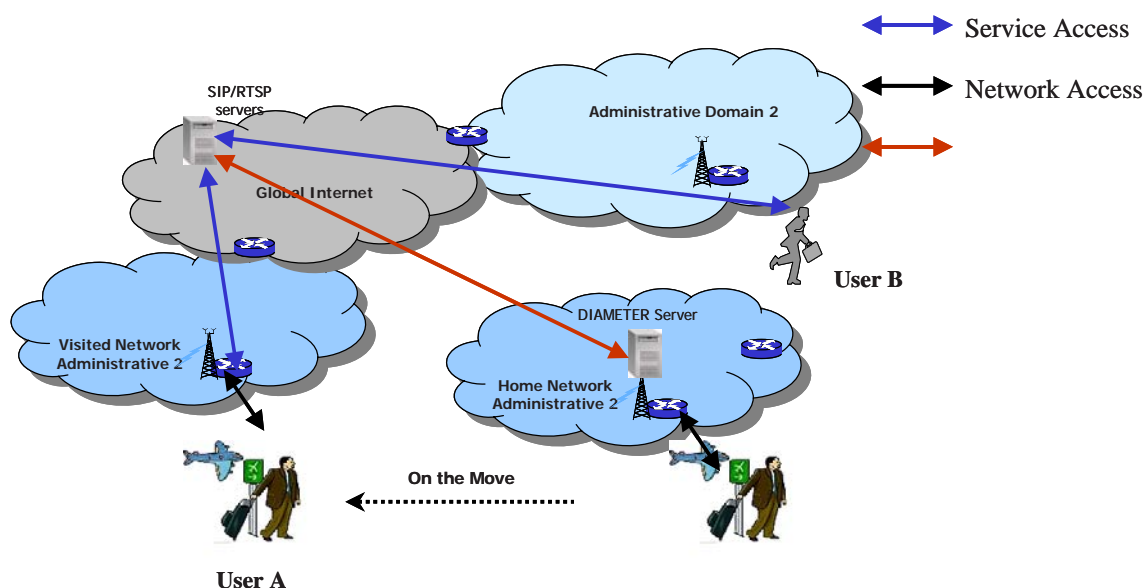 Service Access
SIP/RTSP
servers
Administrative Domain 2
Network Access
Global Internet
User B
DIAMETER Server
Visited Network
Administrative 2
Home Network
Administrative 2
On the Move
User A